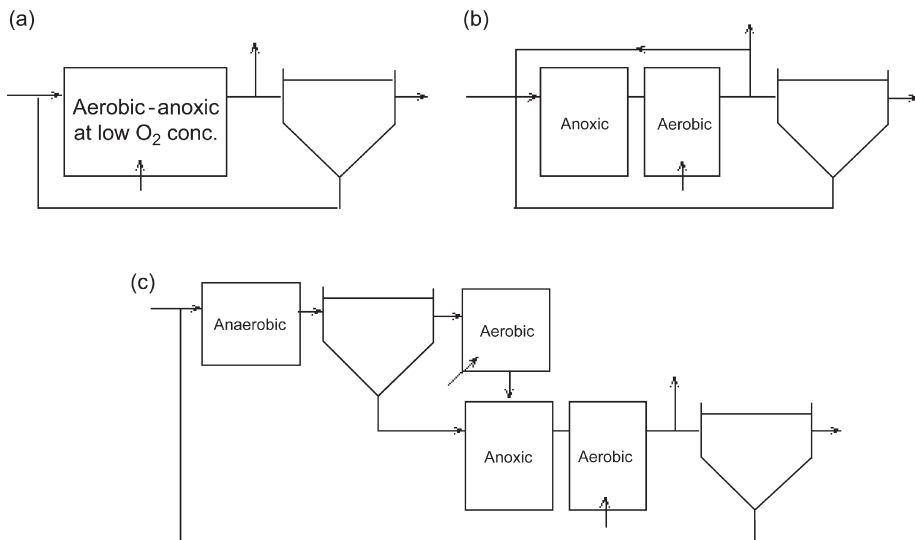 (a)
Aerobic-anoxic
at low O₂ conc.
(b)
Anoxic
Aerobic
(c)
Anaerobic
Aerobic
Anoxic
Aerobic